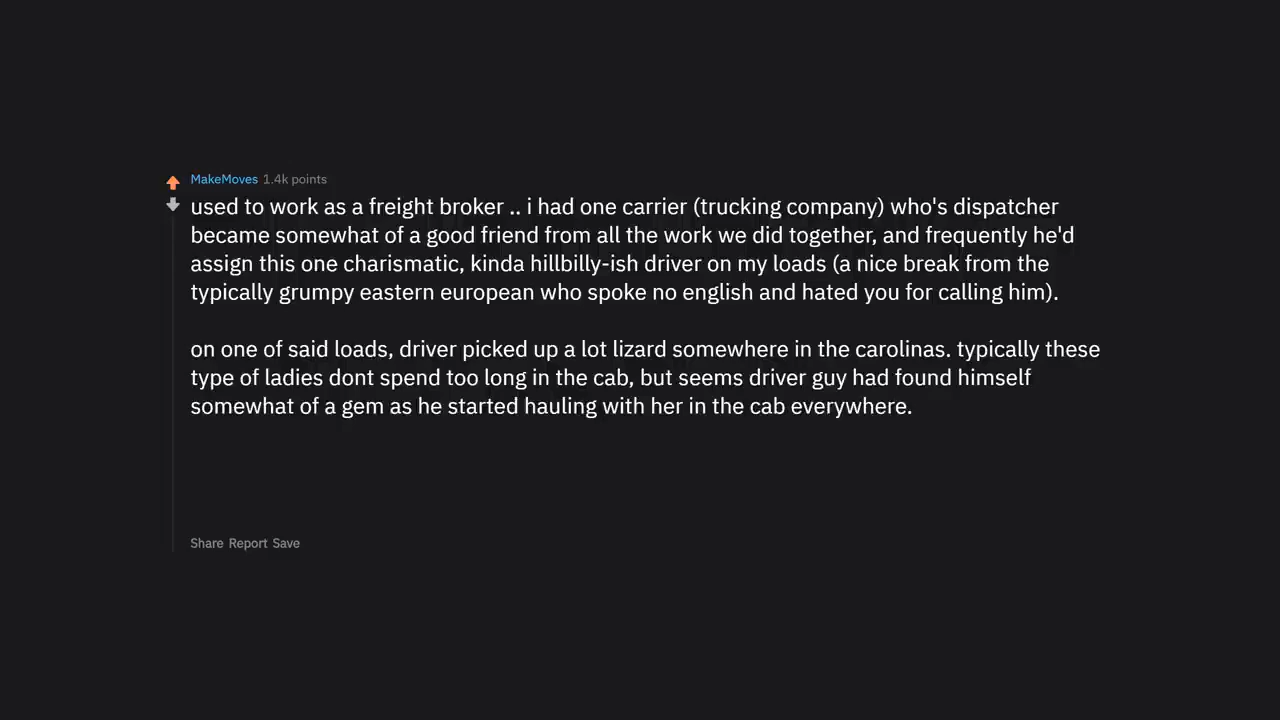 MakeMoves 1.4k points
used to work as a freight broker .. i had one carrier (trucking company) who's dispatcher
became somewhat of a good friend from all the work we did together, and frequently he'd
assign this one charismatic, kinda hillbilly-ish driver on my loads (a nice break from the
typically grumpy eastern european who spoke no english and hated you for calling him).
on one of said loads, driver picked up a lot lizard somewhere in the carolinas. typically these
type of ladies dont spend too long in the cab, but seems driver guy had found himself
somewhat of a gem as he started hauling with her in the cab everywhere.
Share Report Save